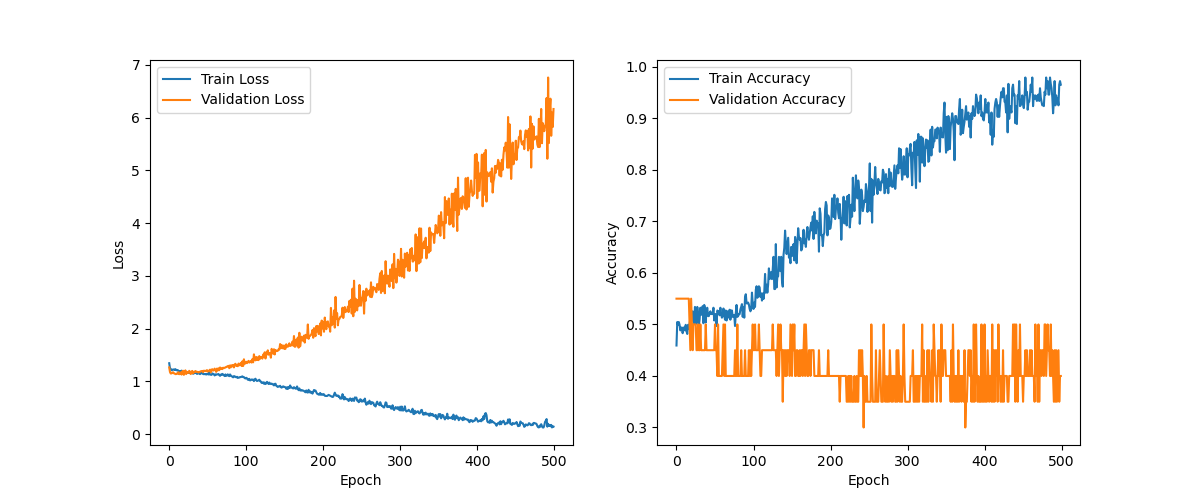 Train Loss
Validation Loss
7
6
5
4
3
2
1
0
Loss
0 100 200 300 400 500
Epoch
Train Accuracy
Validation Accuracy
1.0
0.9
0.8
0.7
0.6
0.5
0.4
0.3
Accuracy
0 100 200 300 400 500
Epoch